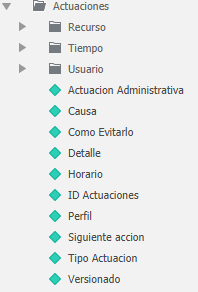 Actuaciones
Recurso
Tiempo
Usuario
Actuacion Administrativa
Causa
Como Evitarlo
Detalle
Horario
ID Actuaciones
Perfil
Siguiente accion
Tipo Actuacion
Versionado